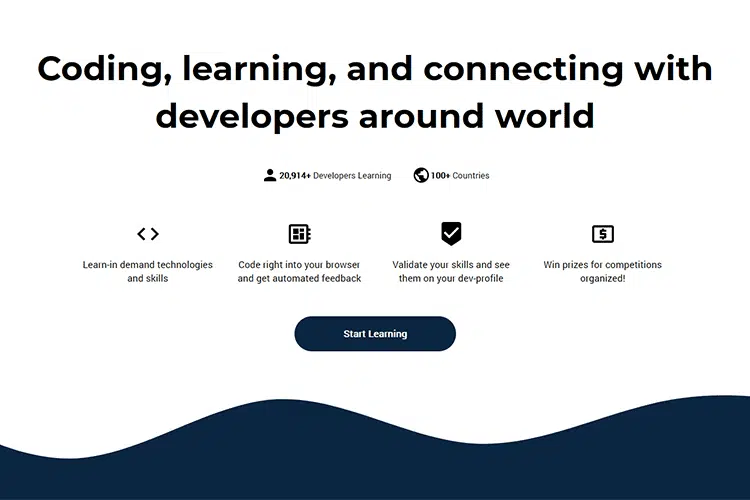 Coding, learning, and connecting with
developers around world
20,914+ Developers Learning 100+ Countries
Learn-in demand technologies
and skills
Code right into your browser
and get automated feedback
Validate your skills and see
them on your dev-profile
Win prizes for competitions
organized!
Start Learning